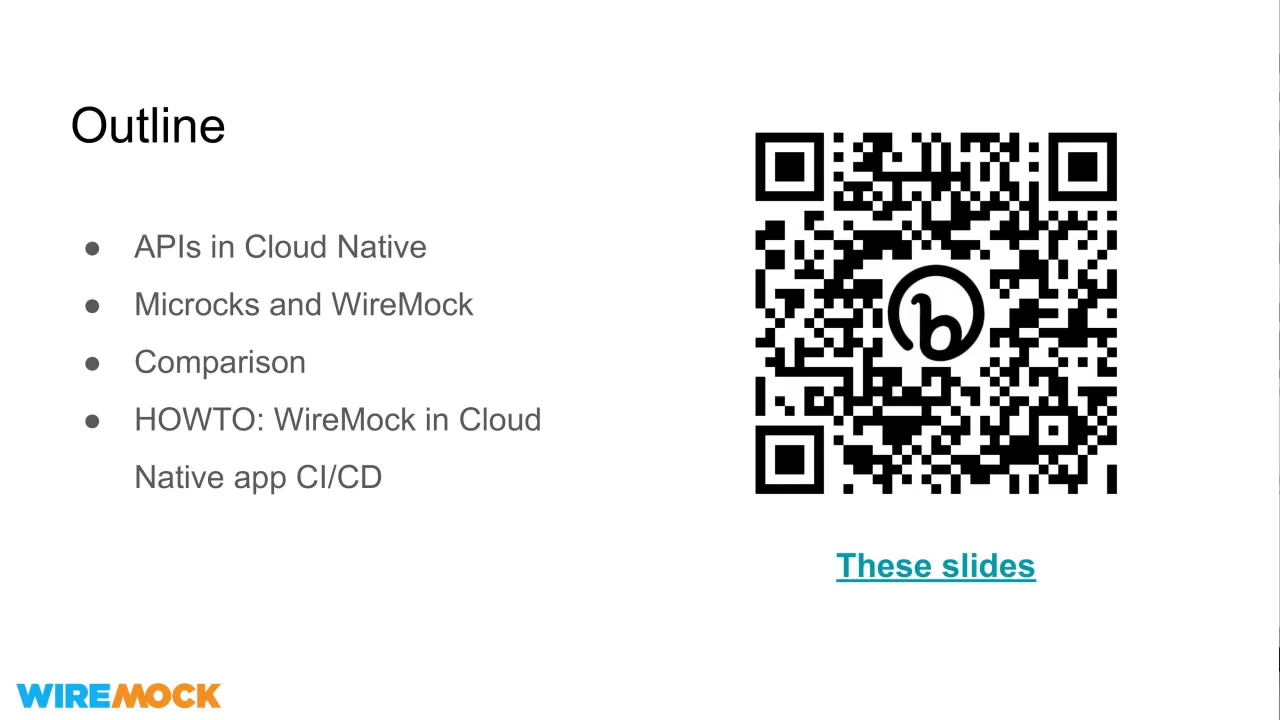 Outline
● APIs in Cloud Native
● Microcks and WireMock
● Comparison
● HOWTO: WireMock in Cloud
Native app CI/CD
b
These slides
WIREMOCK